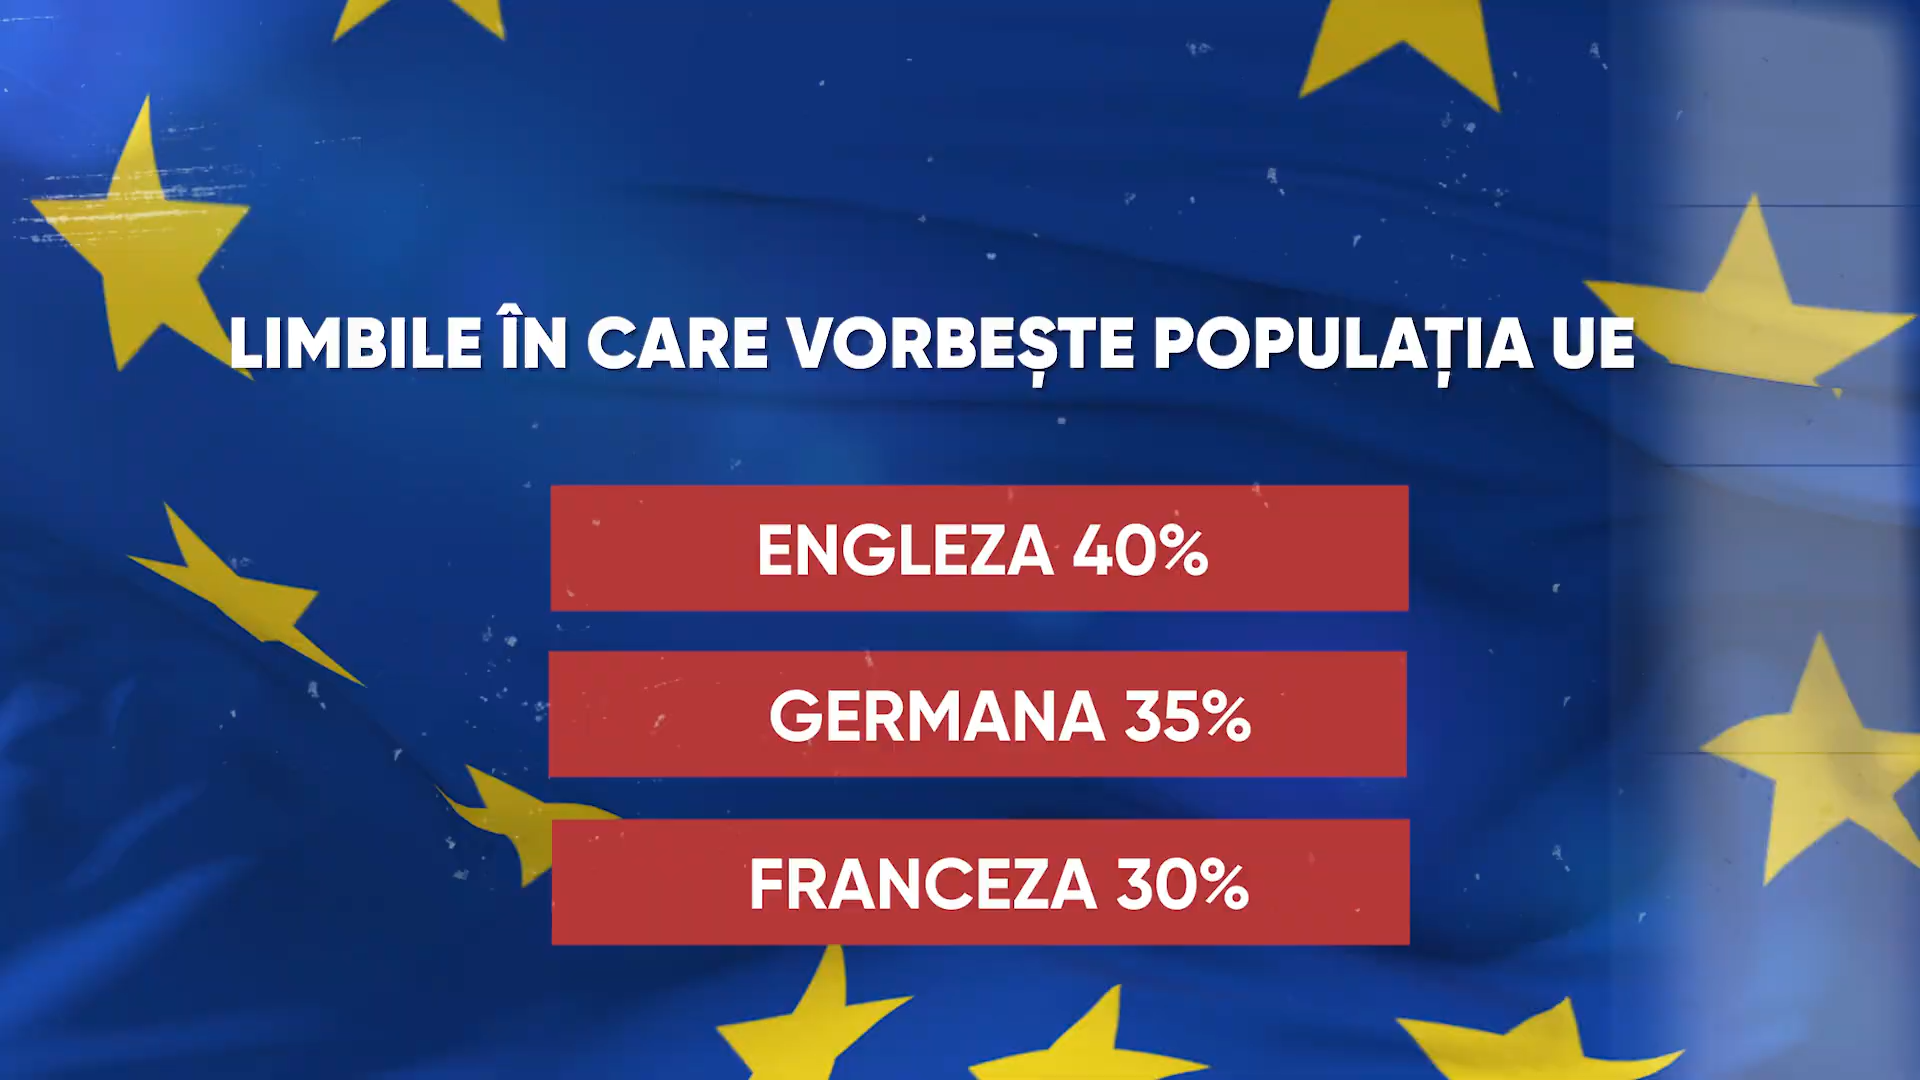 LIMBILE ÎN CARE VORBEȘTE POPULAȚIA UE
ENGLEZA 40%
GERMANA 35%
FRANCEZA 30%